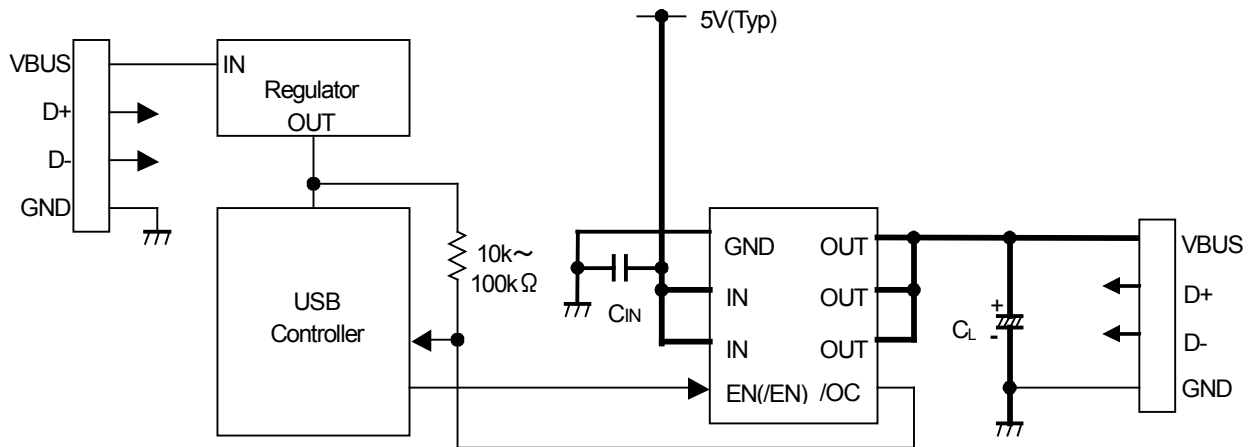 5V(Typ)
VBUS
D+
D-
GND
IN
Regulator
OUT
10k～
100kΩ
USB
Controller
CIN
GND
IN
IN
EN(/EN)
OUT
OUT
OUT
/OC
+
-
CL
VBUS
D+
D-
GND